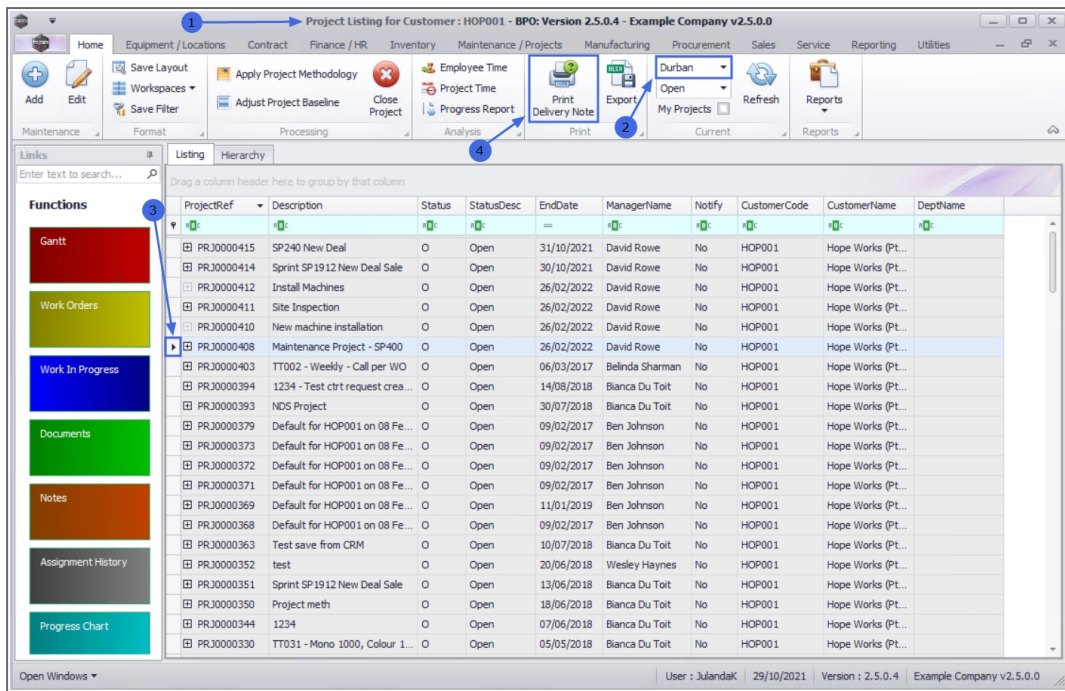 1
Project Listing for Customer : HOP001 - BPO: Version 2.5.0.4 - Example Company v2.5.0.0
Home Equipment / Locations Contract Finance / HR Inventory Maintenance / Projects Manufacturing Procurement Sales Service Reporting Utilities
Add
Edit
Save Layout
Workspaces
Save Filter
Apply Project Methodology
Adjust Project Baseline
Close
Project
Employee Time
Project Time
Progress Report
Print
Delivery Note
Export
Durban
Open
My Projects
Refresh
Reports
4
2
Maintenance Format Processing Analysis Print Current Reports
Links
Listing Hierarchy
Enter text to search...
Drag a column header here to group by that column
Functions
3
ProjectRef Description Status StatusDesc EndDate ManagerName Notify CustomerCode CustomerName DeptName
PRJ0000415 SP240 New Deal O Open 31/10/2021 David Rowe No HOP001 Hope Works (Pt...
PRJ0000414 Sprint SP1912 New Deal Sale O Open 30/10/2021 David Rowe No HOP001 Hope Works (Pt...
PRJ0000412 Install Machines O Open 26/02/2022 David Rowe No HOP001 Hope Works (Pt...
PRJ0000411 Site Inspection O Open 26/02/2022 David Rowe No HOP001 Hope Works (Pt...
PRJ0000410 New machine installation O Open 26/02/2022 David Rowe No HOP001 Hope Works (Pt...
PRJ0000408 Maintenance Project - SP400 O Open 26/02/2022 David Rowe No HOP001 Hope Works (Pt...
PRJ0000403 TT002 - Weekly - Call per WO O Open 06/03/2017 Belinda Sharman No HOP001 Hope Works (Pt...
PRJ0000394 1234 - Test ctrt request crea... O Open 14/08/2018 Bianca Du Toit No HOP001 Hope Works (Pt...
PRJ0000393 NDS Project O Open 30/07/2018 Bianca Du Toit No HOP001 Hope Works (Pt...
PRJ0000379 Default for HOP001 on 08 Fe... O Open 09/02/2017 Ben Johnson No HOP001 Hope Works (Pt...
PRJ0000373 Default for HOP001 on 08 Fe... O Open 09/02/2017 Ben Johnson No HOP001 Hope Works (Pt...
PRJ0000372 Default for HOP001 on 08 Fe... O Open 09/02/2017 Ben Johnson No HOP001 Hope Works (Pt...
PRJ0000371 Default for HOP001 on 08 Fe... O Open 09/02/2017 Ben Johnson No HOP001 Hope Works (Pt...
PRJ0000369 Default for HOP001 on 08 Fe... O Open 11/01/2019 Ben Johnson No HOP001 Hope Works (Pt...
PRJ0000368 Default for HOP001 on 08 Fe... O Open 09/02/2017 Ben Johnson No HOP001 Hope Works (Pt...
PRJ0000363 Test save from CRM O Open 10/07/2018 Bianca Du Toit No HOP001 Hope Works (Pt...
PRJ0000352 test O Open 20/06/2018 Wesley Haynes No HOP001 Hope Works (Pt...
PRJ0000351 Sprint SP1912 New Deal Sale O Open 13/06/2018 Bianca Du Toit No HOP001 Hope Works (Pt...
PRJ0000350 Project meth O Open 18/06/2018 Bianca Du Toit No HOP001 Hope Works (Pt...
PRJ0000344 1234 O Open 07/06/2018 Bianca Du Toit No HOP001 Hope Works (Pt...
PRJ0000330 TT031 - Mono 1000, Colour 1... O Open 05/05/2018 Bianca Du Toit No HOP001 Hope Works (Pt...
Gantt
Work Orders
Work In Progress
Documents
Notes
Assignment History
Progress Chart
Open Windows User : JulandaK 29/10/2021 Version : 2.5.0.4 Example Company v2.5.0.0